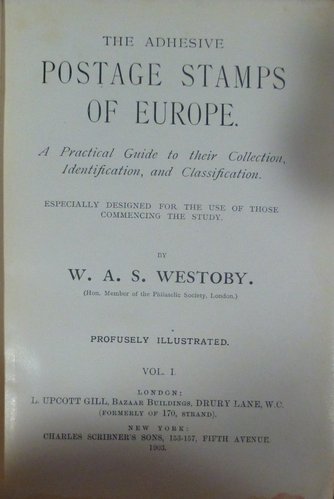 THE ADHESIVE
POSTAGE STAMPS
OF EUROPE.
A Practical Guide to their Collection,
Identification, and Classification.
ESPECIALLY DESIGNED FOR THE USE OF THOSE
COMMENCING THE STUDY.
BY
W. A. S. WESTOBY.
(Hon. Member of the Philatelic Society, London.)
PROFUSELY ILLUSTRATED.
VOL. I.
LONDON:
L. UPCOTT GILL, BAZAAR BUILDINGS, DRURY LANE, W.C.
(FORMERLY OF 170, STRAND).
NEW YORK:
CHARLES SCRIBNER'S SONS, 153-157, FIFTH AVENUE.
1903.